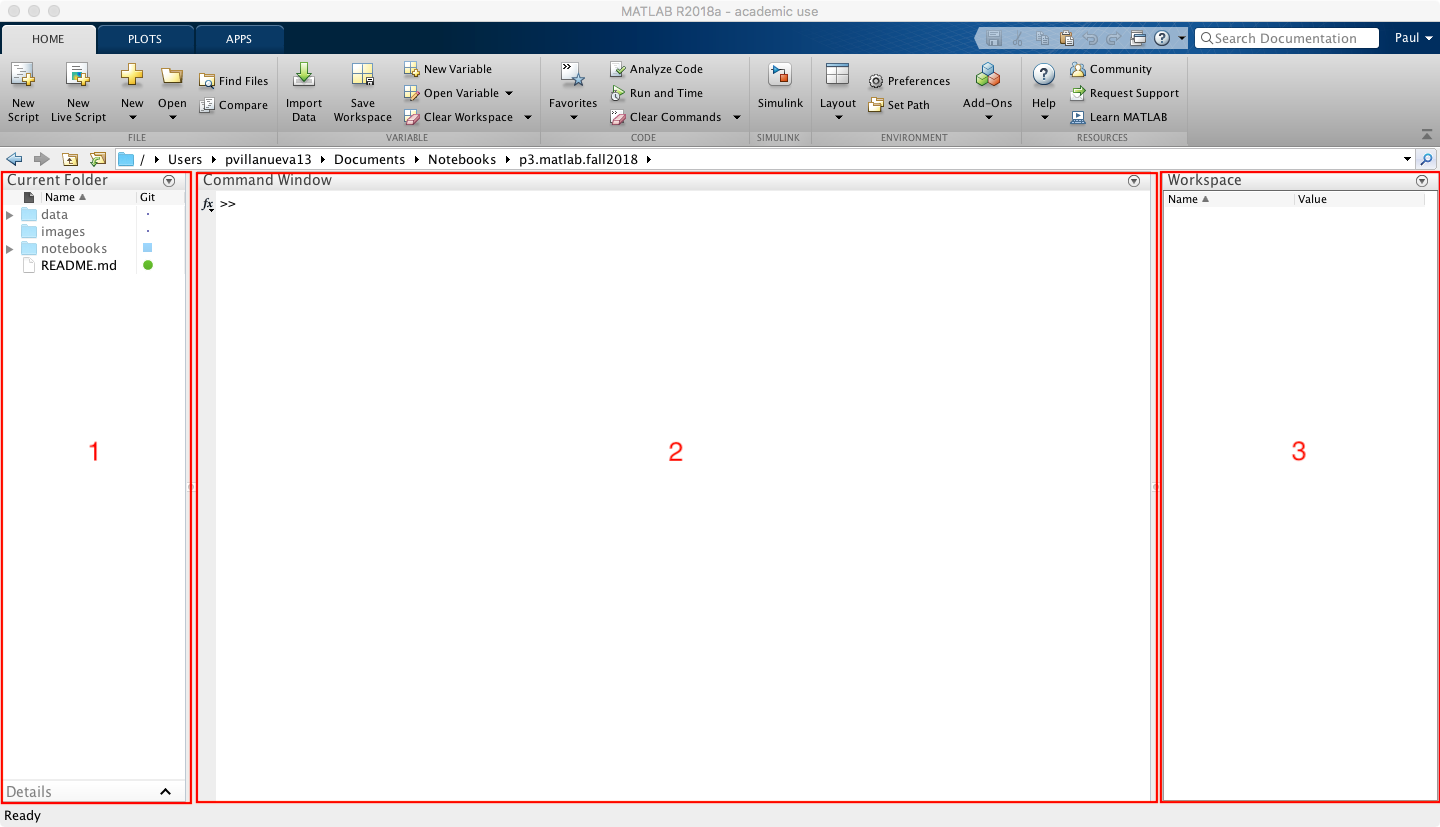 MATLAB R2018a - academic use
HOME PLOTS APPS
Search Documentation Paul
New Script
New Live Script
New
Open
Find Files
Compare
FILE
Import Data
Save Workspace
New Variable
Open Variable
Clear Workspace
VARIABLE
Favorites
Analyze Code
Run and Time
Clear Commands
CODE
Simulink
SIMULINK
Layout
Preferences
Set Path
Add-Ons
ENVIRONMENT
Help
Community
Request Support
Learn MATLAB
RESOURCES
/ Users pvillanueva13 Documents Notebooks p3.matlab.fall2018
Current Folder
Name Git
data
images
notebooks
README.md
1
Details
Command Window
fx >>
2
Workspace
Name Value
3
Ready